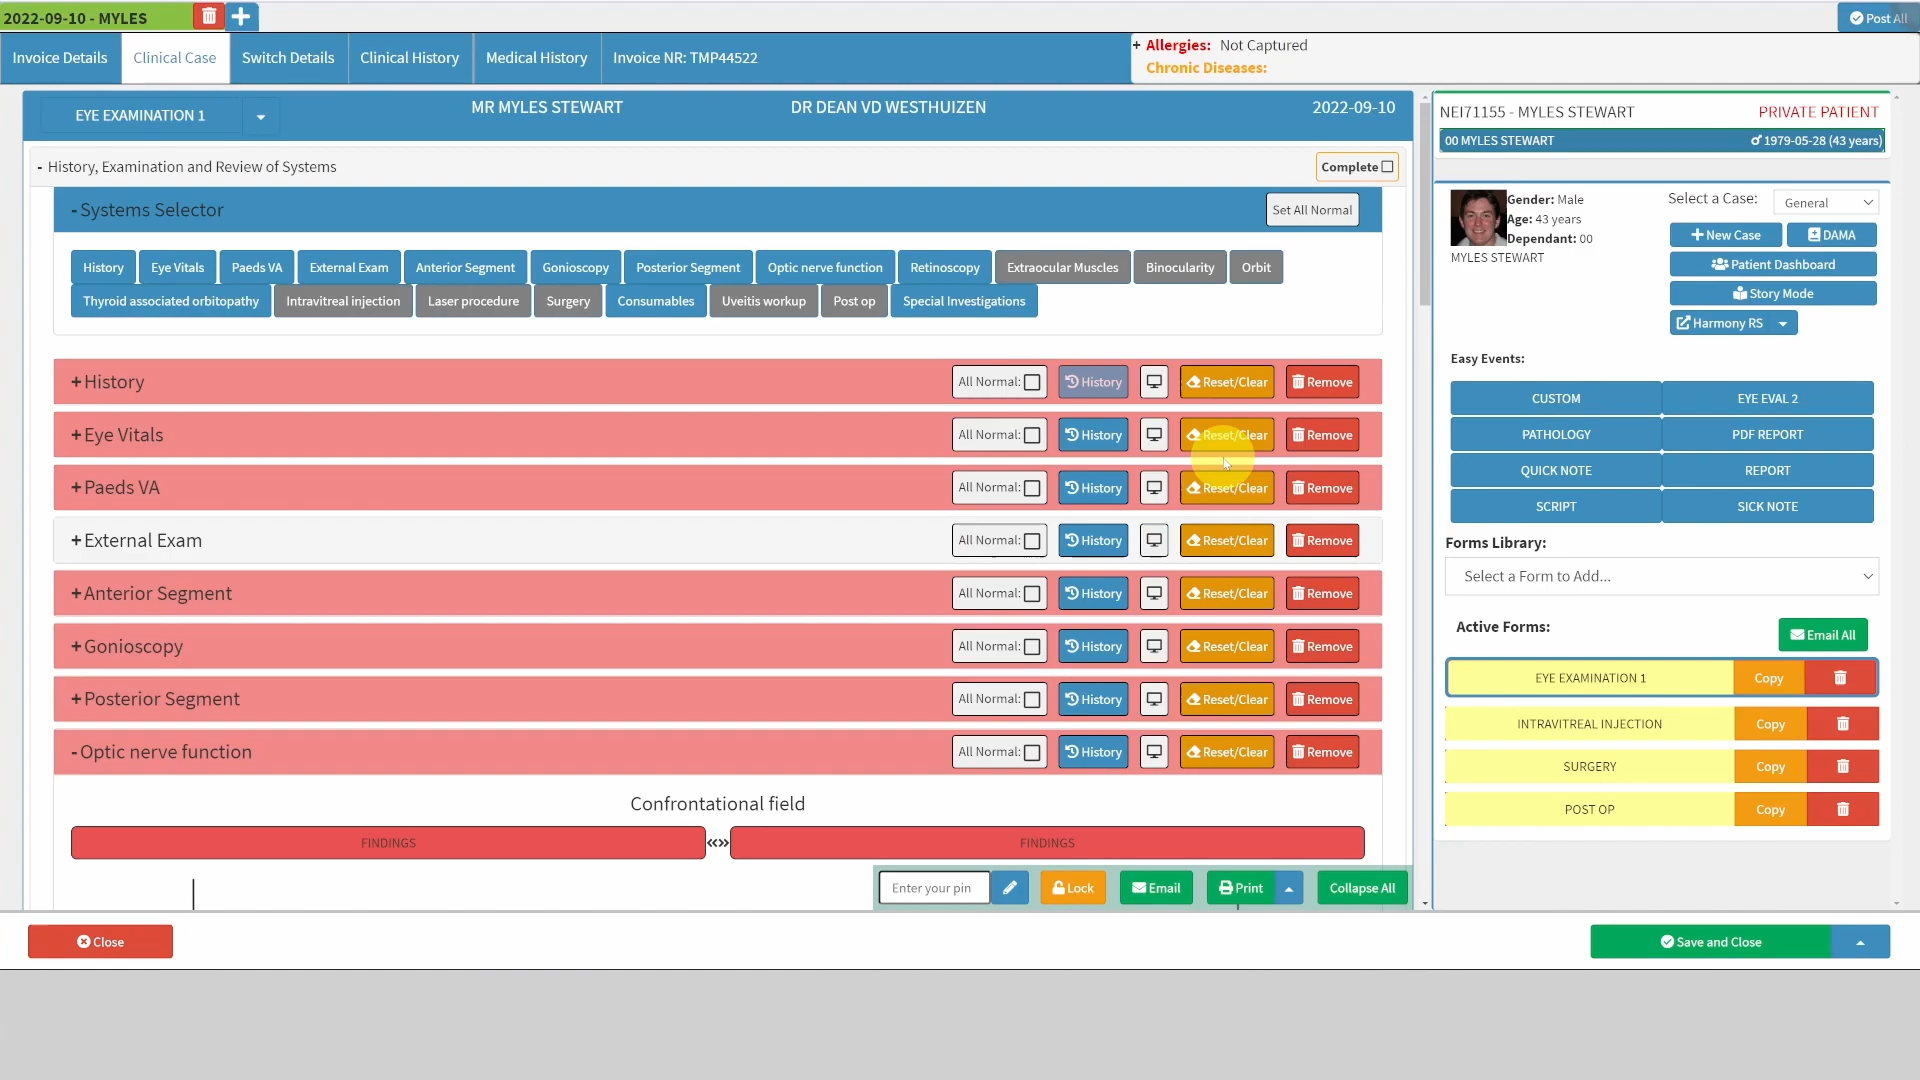 2022-09-10 - MYLES
Post All
Invoice Details
Clinical Case
Switch Details
Clinical History
Medical History
Invoice NR: TMP44522
+ Allergies: Not Captured
Chronic Diseases:
EYE EXAMINATION 1
MR MYLES STEWART
DR DEAN VD WESTHUIZEN
2022-09-10
- History, Examination and Review of Systems
Complete
- Systems Selector
Set All Normal
History
Eye Vitals
Paeds VA
External Exam
Anterior Segment
Gonioscopy
Posterior Segment
Optic nerve function
Retinoscopy
Extraocular Muscles
Binocularity
Orbit
Thyroid associated orbitopathy
Intravitreal injection
Laser procedure
Surgery
Consumables
Uveitis workup
Post op
Special Investigations
+ History
All Normal:
History
Reset/Clear
Remove
+ Eye Vitals
All Normal:
History
Reset/Clear
Remove
+ Paeds VA
All Normal:
History
Reset/Clear
Remove
+ External Exam
All Normal:
History
Reset/Clear
Remove
+ Anterior Segment
All Normal:
History
Reset/Clear
Remove
+ Gonioscopy
All Normal:
History
Reset/Clear
Remove
+ Posterior Segment
All Normal:
History
Reset/Clear
Remove
- Optic nerve function
All Normal:
History
Reset/Clear
Remove
Confrontational field
FINDINGS
FINDINGS
Enter your pin
Lock
Email
Print
Collapse All
NEI71155 - MYLES STEWART
PRIVATE PATIENT
00 MYLES STEWART
1979-05-28 (43 years)
Gender: Male
Age: 43 years
Dependant: 00
MYLES STEWART
Select a Case:
General
New Case
DAMA
Patient Dashboard
Story Mode
Harmony RS
Easy Events:
CUSTOM
EYE EVAL 2
PATHOLOGY
PDF REPORT
QUICK NOTE
REPORT
SCRIPT
SICK NOTE
Forms Library:
Select a Form to Add...
Active Forms:
Email All
EYE EXAMINATION 1
Copy
INTRAVITREAL INJECTION
Copy
SURGERY
Copy
POST OP
Copy
Close
Save and Close